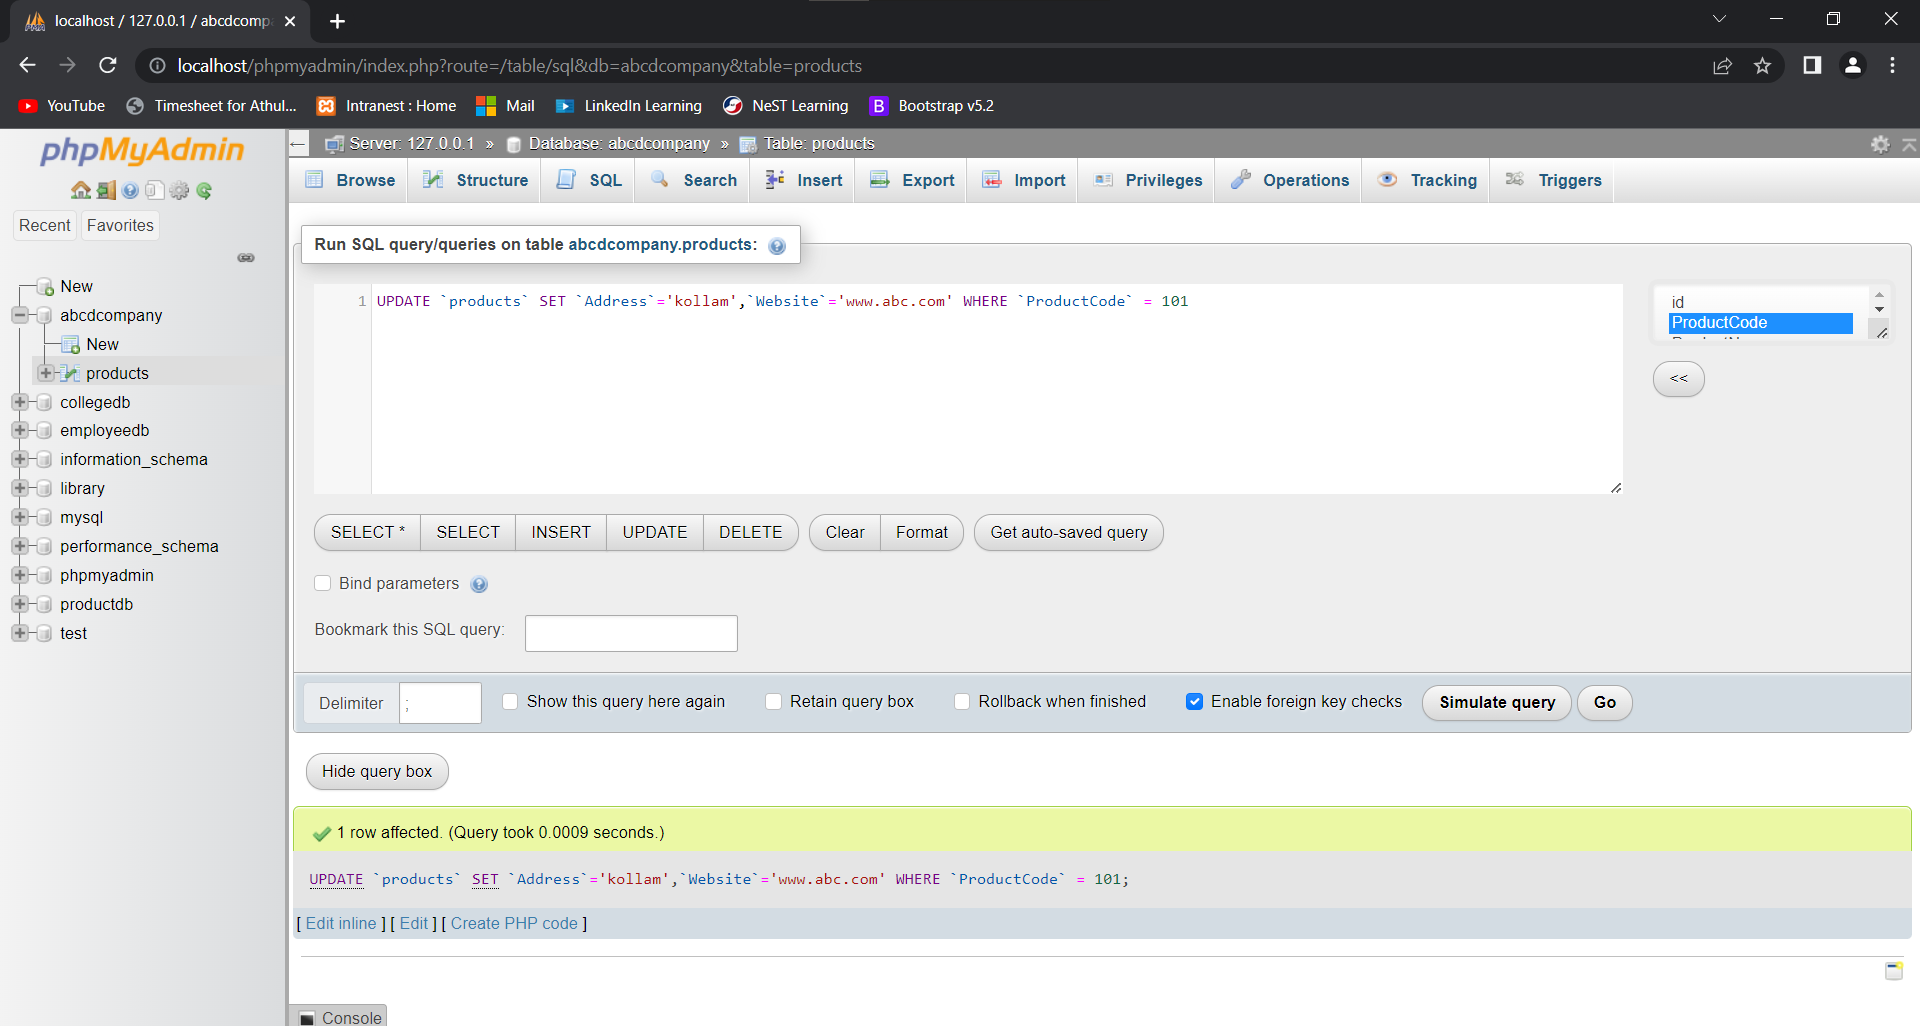 localhost / 127.0.0.1 / abcdcomp
localhost/phpmyadmin/index.php?route=/table/sql&db=abcdcompany&table=products
YouTube Timesheet for Athul... Intranest : Home Mail LinkedIn Learning NeST Learning B Bootstrap v5.2
phpMyAdmin
Recent Favorites
New
abcdcompany
New
products
collegedb
employeedb
information_schema
library
mysql
performance_schema
phpmyadmin
productdb
test
Server: 127.0.0.1 » Database: abcdcompany » Table: products
Browse Structure SQL Search Insert Export Import Privileges Operations Tracking Triggers
Run SQL query/queries on table abcdcompany.products:
1 UPDATE `products` SET `Address`='kollam',`Website`='www.abc.com' WHERE `ProductCode` = 101
id
ProductCode
<<
SELECT * SELECT INSERT UPDATE DELETE Clear Format Get auto-saved query
Bind parameters
Bookmark this SQL query:
Delimiter ; Show this query here again Retain query box Rollback when finished Enable foreign key checks Simulate query Go
Hide query box
1 row affected. (Query took 0.0009 seconds.)
UPDATE `products` SET `Address`='kollam',`Website`='www.abc.com' WHERE `ProductCode` = 101;
[ Edit inline ] [ Edit ] [ Create PHP code ]
Console